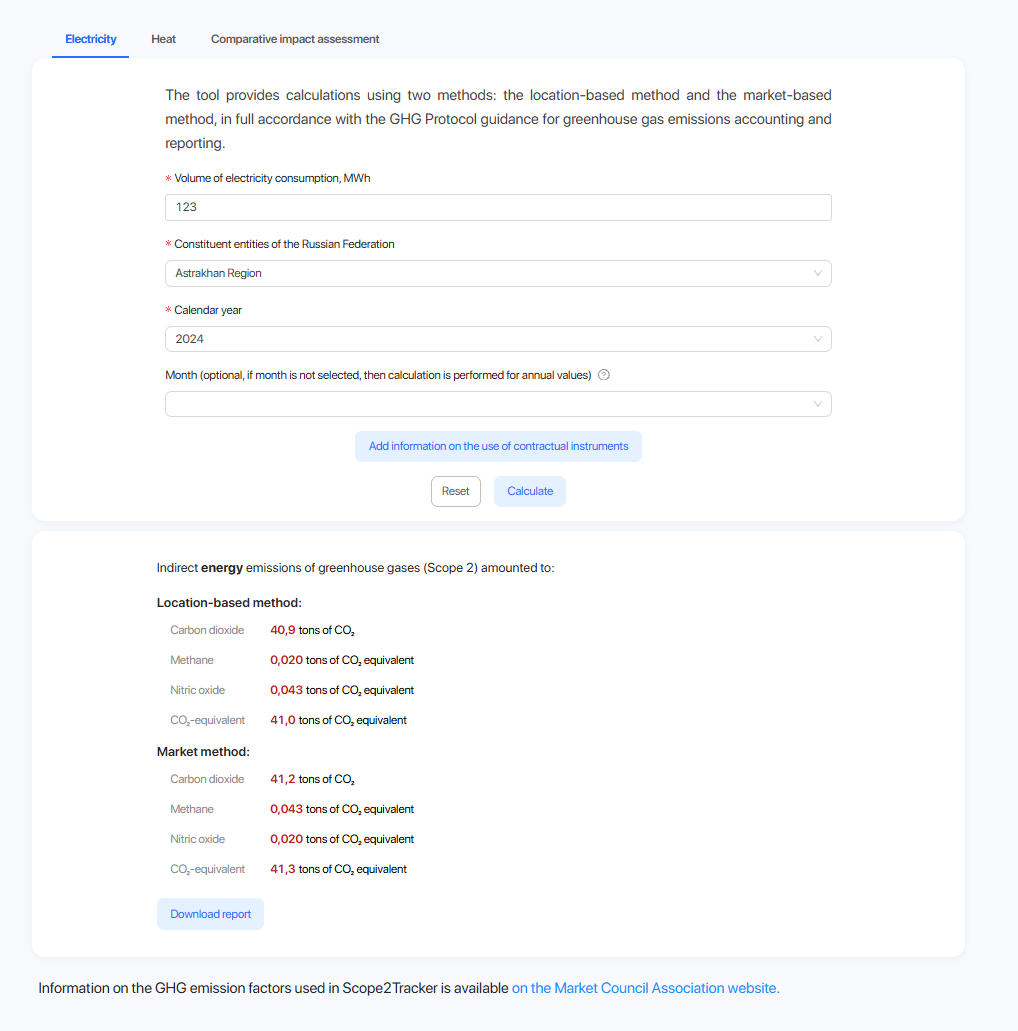 Electricity Heat Comparative impact assessment
The tool provides calculations using two methods: the location-based method and the market-based
method, in full accordance with the GHG Protocol guidance for greenhouse gas emissions accounting and
reporting.
* Volume of electricity consumption, MWh
123
* Constituent entities of the Russian Federation
Astrakhan Region
* Calendar year
2024
Month (optional, if month is not selected, then calculation is performed for annual values) ?
Add information on the use of contractual instruments
Reset Calculate
Indirect energy emissions of greenhouse gases (Scope 2) amounted to:
Location-based method:
Carbon dioxide 40,9 tons of CO₂
Methane 0,020 tons of CO₂ equivalent
Nitric oxide 0,043 tons of CO₂ equivalent
CO₂-equivalent 41,0 tons of CO₂ equivalent
Market method:
Carbon dioxide 41,2 tons of CO₂
Methane 0,043 tons of CO₂ equivalent
Nitric oxide 0,020 tons of CO₂ equivalent
CO₂-equivalent 41,3 tons of CO₂ equivalent
Download report
Information on the GHG emission factors used in Scope2Tracker is available on the Market Council Association website.